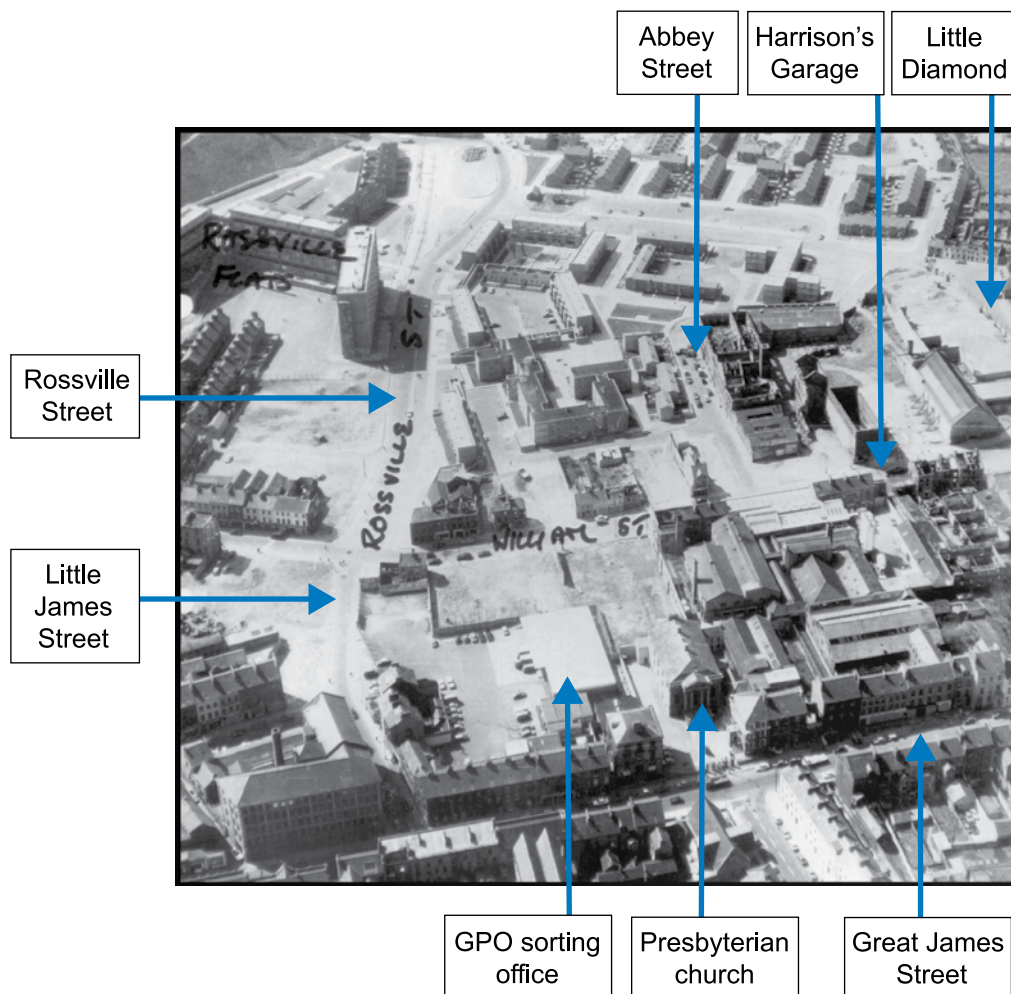 Abbey
Street
Harrison's
Garage
Little
Diamond
ROSSVILLE
FLATS
Rossville
Street
ROSSVILLE
ST.
WILLIAM ST.
Little
James
Street
GPO sorting
office
Presbyterian
church
Great James
Street